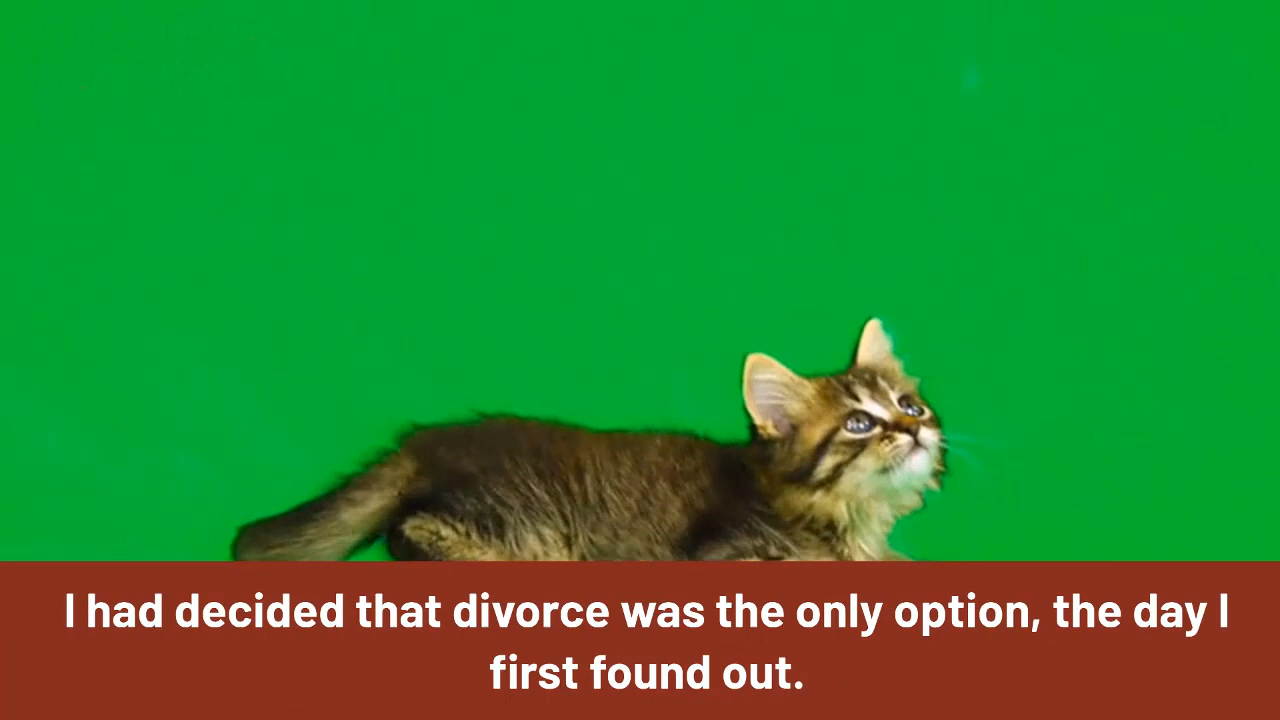 I had decided that divorce was the only option, the day I
first found out.